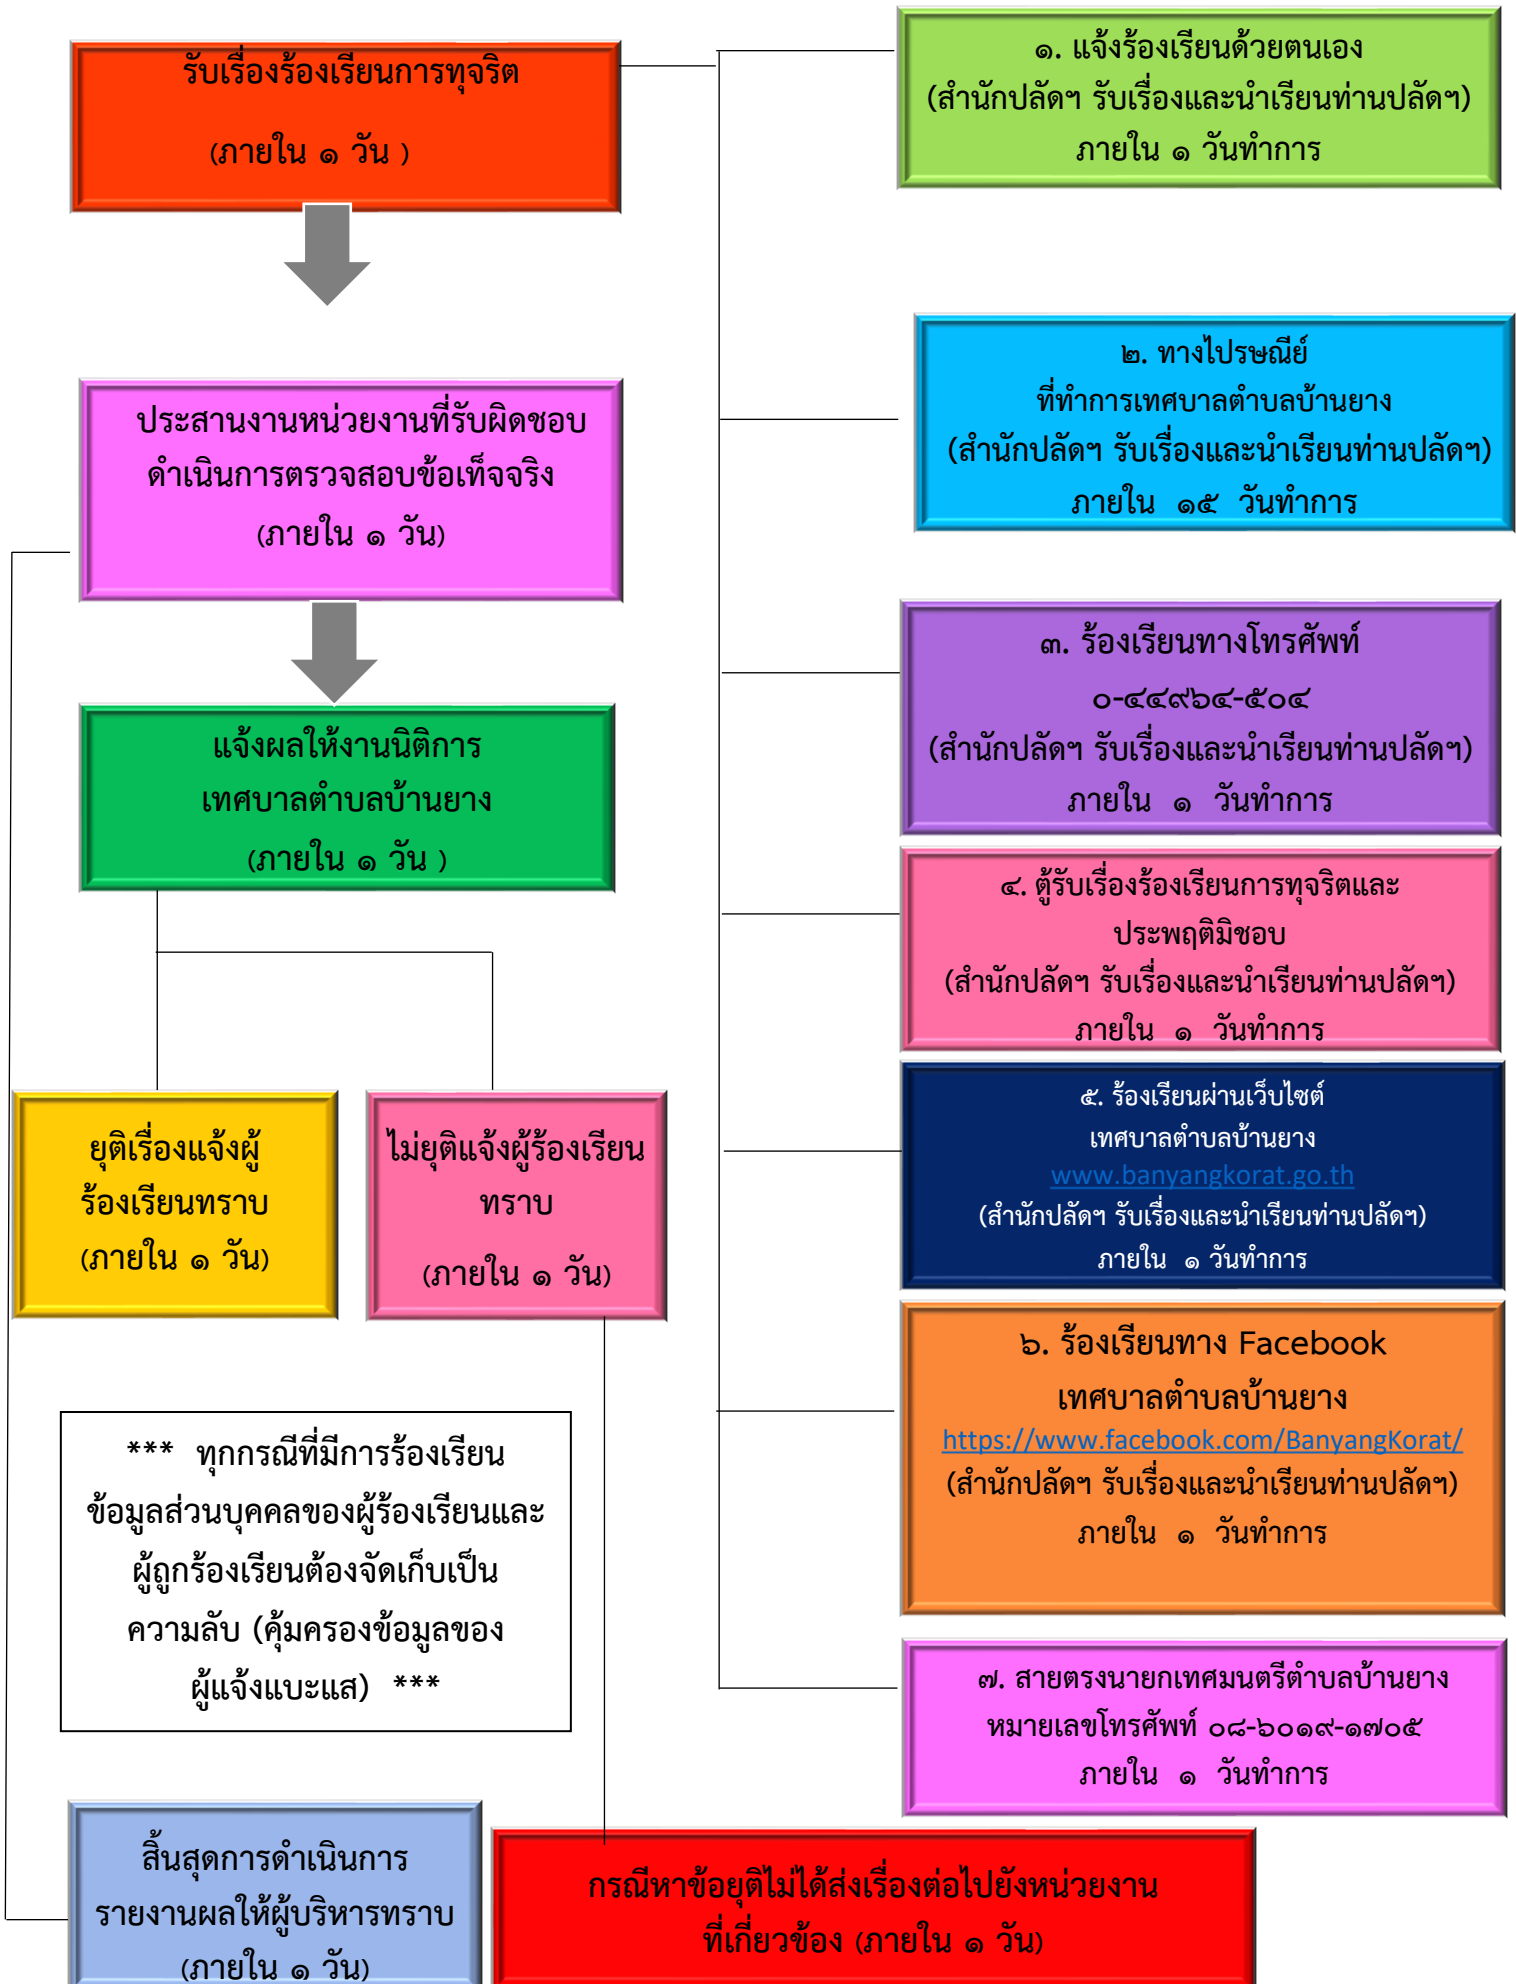 รับเรื่องร้องเรียนการทุจริต
(ภายใน ๑ วัน )
ประสานงานหน่วยงานที่รับผิดชอบ
ดำเนินการตรวจสอบข้อเท็จจริง
(ภายใน ๑ วัน)
แจ้งผลให้งานนิติการ
เทศบาลตำบลบ้านยาง
(ภายใน ๑ วัน )
ยุติเรื่องแจ้งผู้
ร้องเรียนทราบ
(ภายใน ๑ วัน)
ไม่ยุติแจ้งผู้ร้องเรียน
ทราบ
(ภายใน ๑ วัน)
*** ทุกกรณีที่มีการร้องเรียน
ข้อมูลส่วนบุคคลของผู้ร้องเรียนและ
ผู้ถูกร้องเรียนต้องจัดเก็บเป็น
ความลับ (คุ้มครองข้อมูลของ
ผู้แจ้งแบะแส) ***
สิ้นสุดการดำเนินการ
รายงานผลให้ผู้บริหารทราบ
(ภายใน ๑ วัน)
กรณีหาข้อยุติไม่ได้ส่งเรื่องต่อไปยังหน่วยงาน
ที่เกี่ยวข้อง (ภายใน ๑ วัน)
๑. แจ้งร้องเรียนด้วยตนเอง
(สำนักปลัดฯ รับเรื่องและนำเรียนท่านปลัดฯ)
ภายใน ๑ วันทำการ
๒. ทางไปรษณีย์
ที่ทำการเทศบาลตำบลบ้านยาง
(สำนักปลัดฯ รับเรื่องและนำเรียนท่านปลัดฯ)
ภายใน ๑๕ วันทำการ
๓. ร้องเรียนทางโทรศัพท์
๐-๔๔๙๖๔-๕๐๔
(สำนักปลัดฯ รับเรื่องและนำเรียนท่านปลัดฯ)
ภายใน ๑ วันทำการ
๔. ตู้รับเรื่องร้องเรียนการทุจริตและ
ประพฤติมิชอบ
(สำนักปลัดฯ รับเรื่องและนำเรียนท่านปลัดฯ)
ภายใน ๑ วันทำการ
๕. ร้องเรียนผ่านเว็บไซต์
เทศบาลตำบลบ้านยาง
www.banyangkorat.go.th
(สำนักปลัดฯ รับเรื่องและนำเรียนท่านปลัดฯ)
ภายใน ๑ วันทำการ
๖. ร้องเรียนทาง Facebook
เทศบาลตำบลบ้านยาง
https://www.facebook.com/BanyangKorat/
(สำนักปลัดฯ รับเรื่องและนำเรียนท่านปลัดฯ)
ภายใน ๑ วันทำการ
๗. สายตรงนายกเทศมนตรีตำบลบ้านยาง
หมายเลขโทรศัพท์ ๐๘-๖๐๑๙-๑๗๐๕
ภายใน ๑ วันทำการ